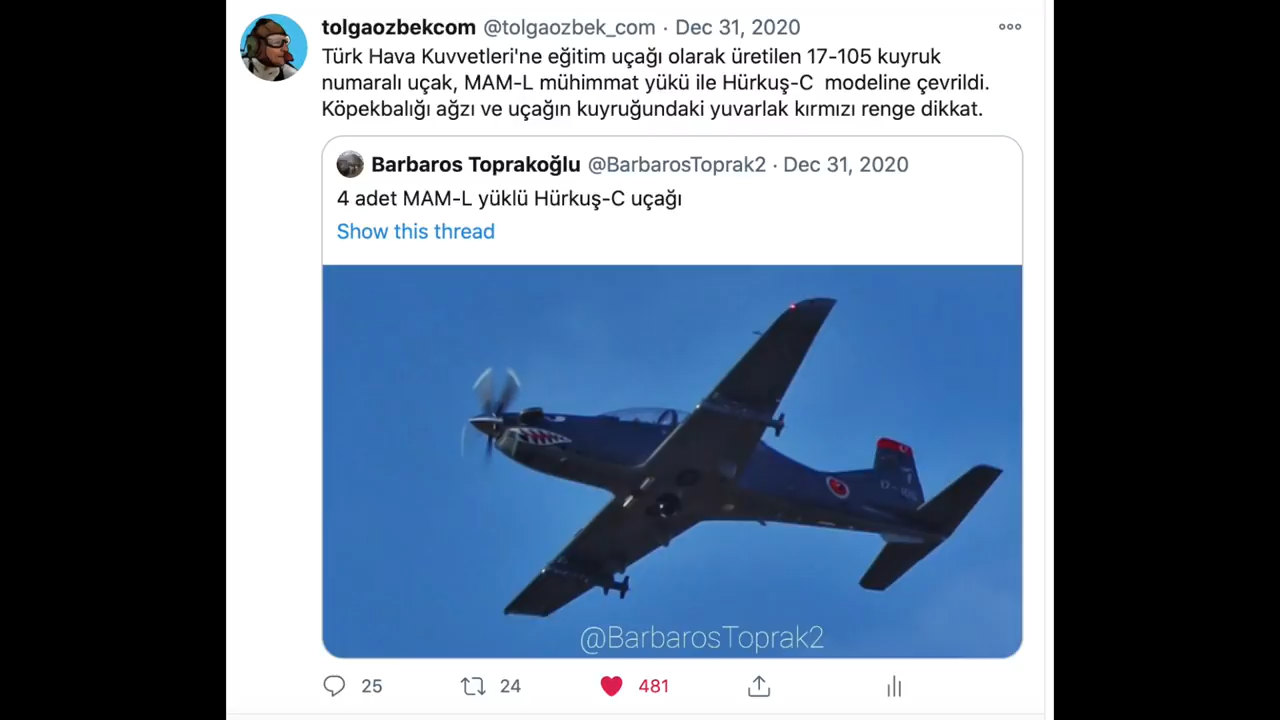 tolgaozbekcom @tolgaozbek_com · Dec 31, 2020
Türk Hava Kuvvetleri'ne eğitim uçağı olarak üretilen 17-105 kuyruk
numaralı uçak, MAM-L mühimmat yükü ile Hürkuş-C modeline çevrildi.
Köpekbalığı ağzı ve uçağın kuyruğundaki yuvarlak kırmızı renge dikkat.
Barbaros Toprakoğlu @BarbarosToprak2 · Dec 31, 2020
4 adet MAM-L yüklü Hürkuş-C uçağı
Show this thread
@BarbarosToprak2
25 24 481